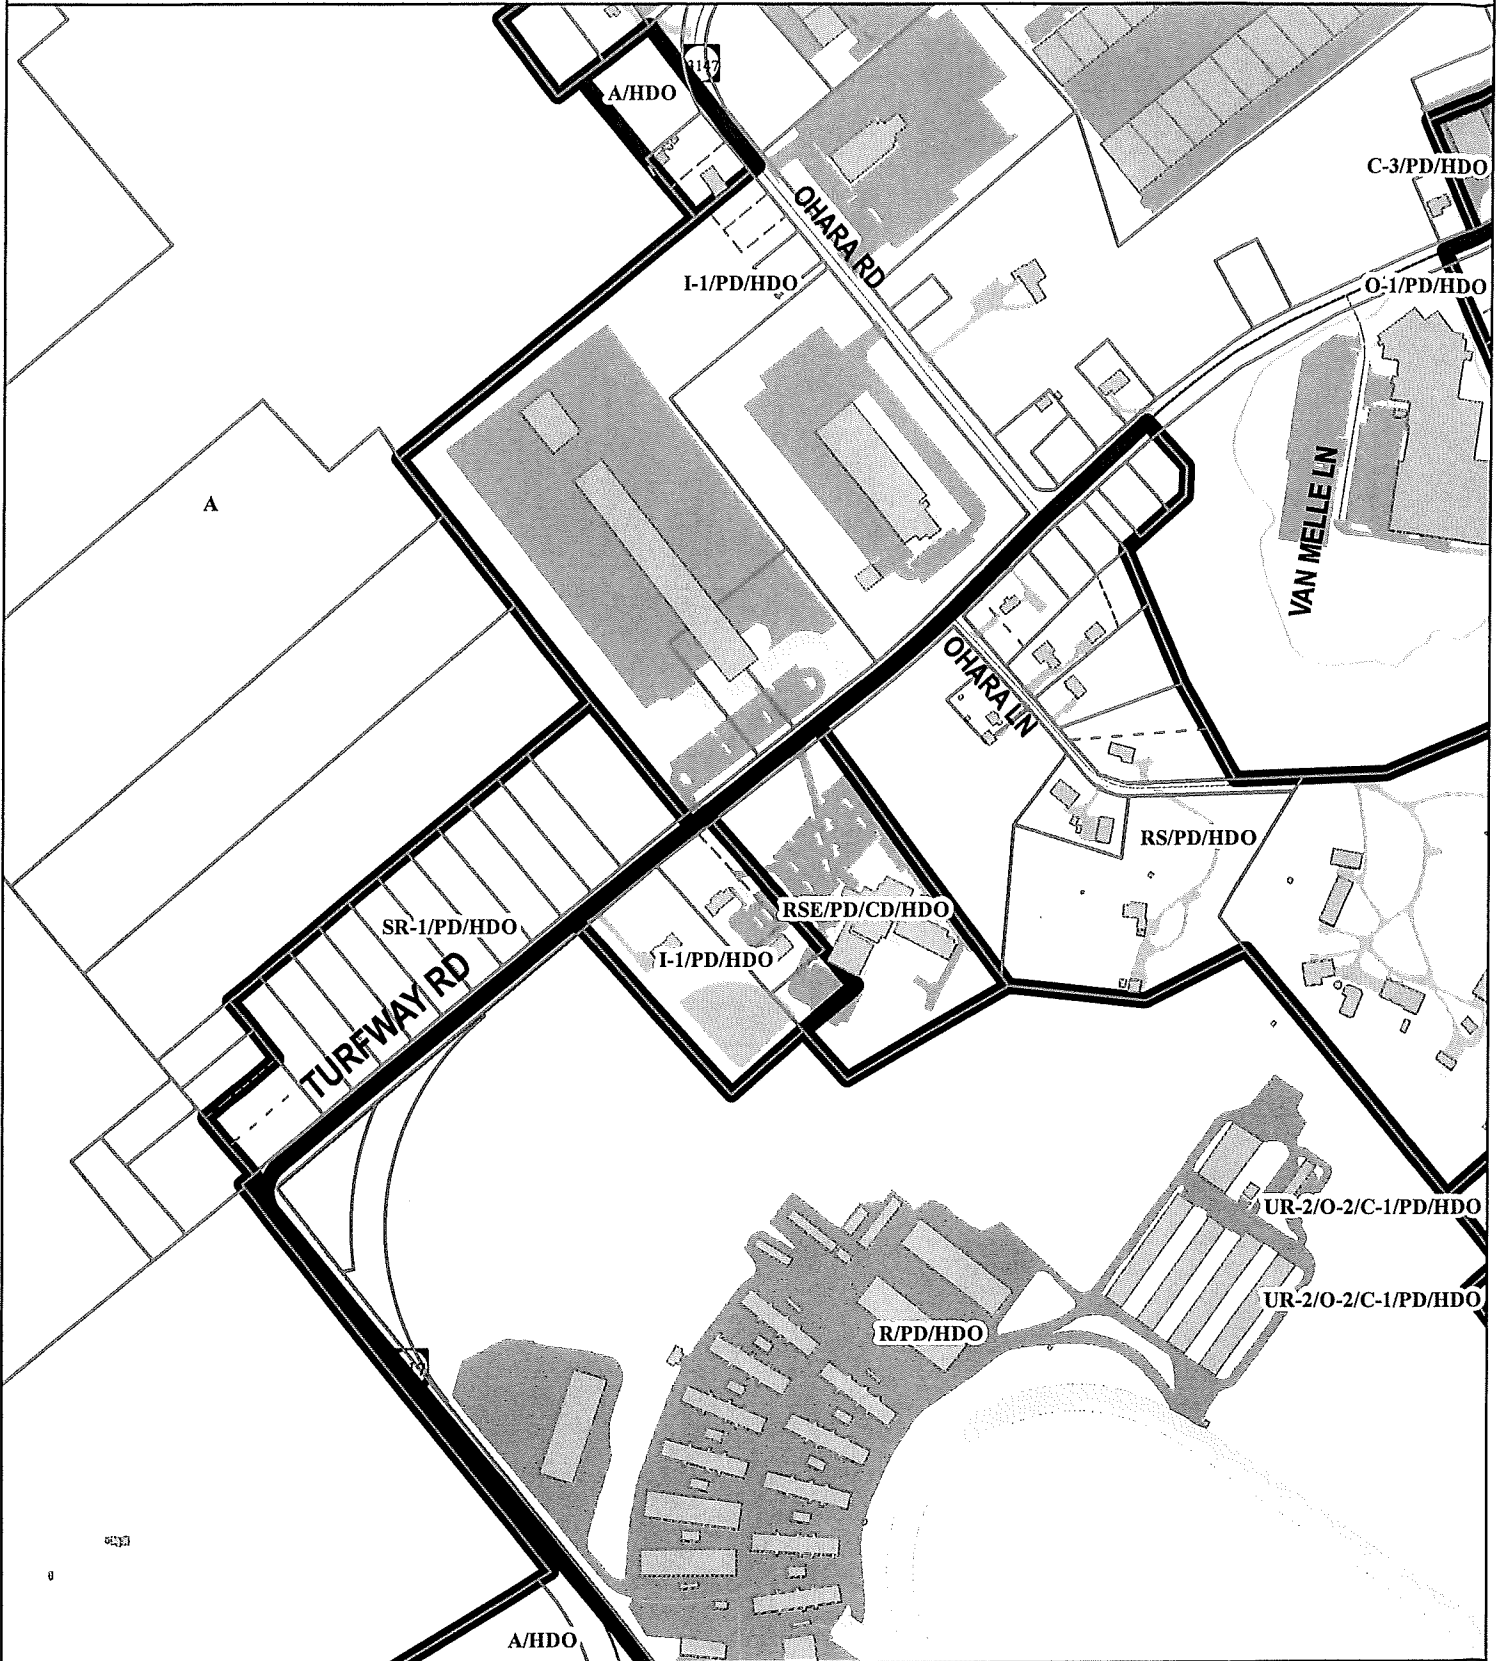 3147
A/HDO
C-3/PD/HDO
OHARA RD
I-1/PD/HDO
O-1/PD/HDO
A
VAN MELLE LN
OHARA LN
RS/PD/HDO
RSE/PD/CD/HDO
SR-1/PD/HDO
I-1/PD/HDO
TURFWAY RD
UR-2/O-2/C-1/PD/HDO
UR-2/O-2/C-1/PD/HDO
R/PD/HDO
A/HDO